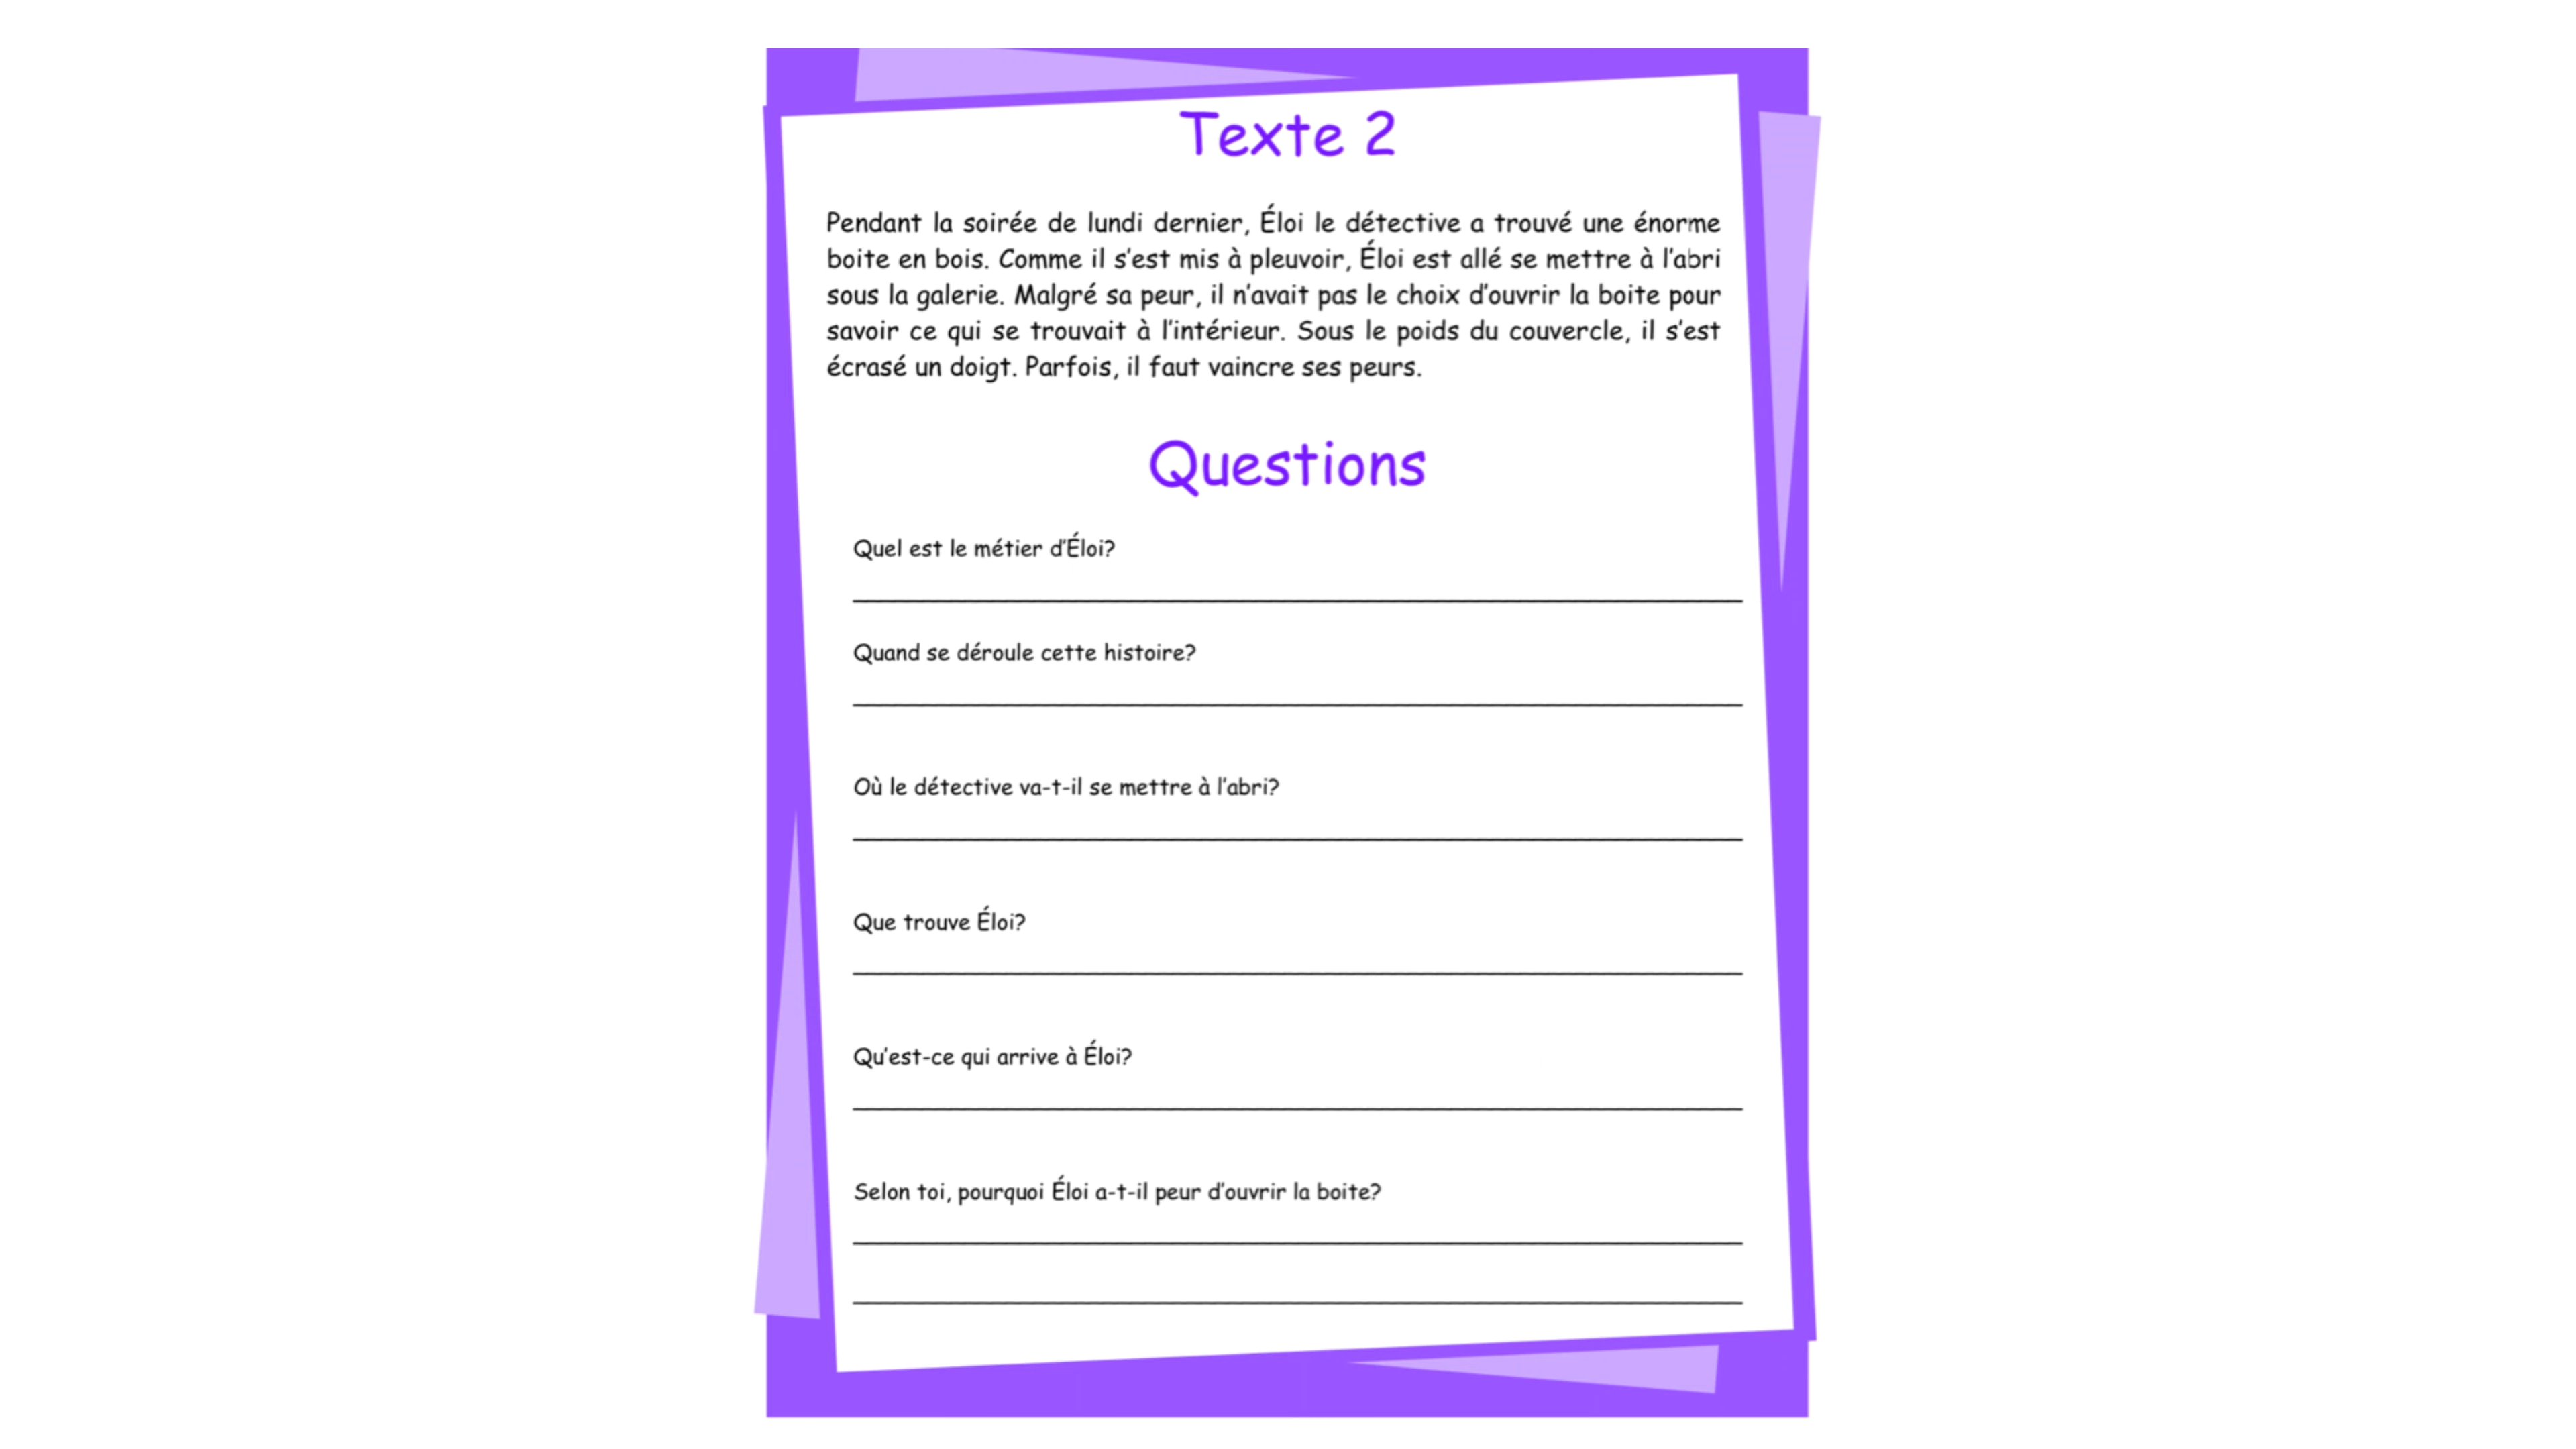 Texte 2
Pendant la soirée de lundi dernier, Éloi le détective a trouvé une énorme
boite en bois. Comme il s'est mis à pleuvoir, Éloi est allé se mettre à l'abri
sous la galerie. Malgré sa peur, il n'avait pas le choix d'ouvrir la boite pour
savoir ce qui se trouvait à l'intérieur. Sous le poids du couvercle, il s'est
écrasé un doigt. Parfois, il faut vaincre ses peurs.
Questions
Quel est le métier d'Éloi?
Quand se déroule cette histoire?
Où le détective va-t-il se mettre à l'abri?
Que trouve Éloi?
Qu'est-ce qui arrive à Éloi?
Selon toi, pourquoi Éloi a-t-il peur d'ouvrir la boite?